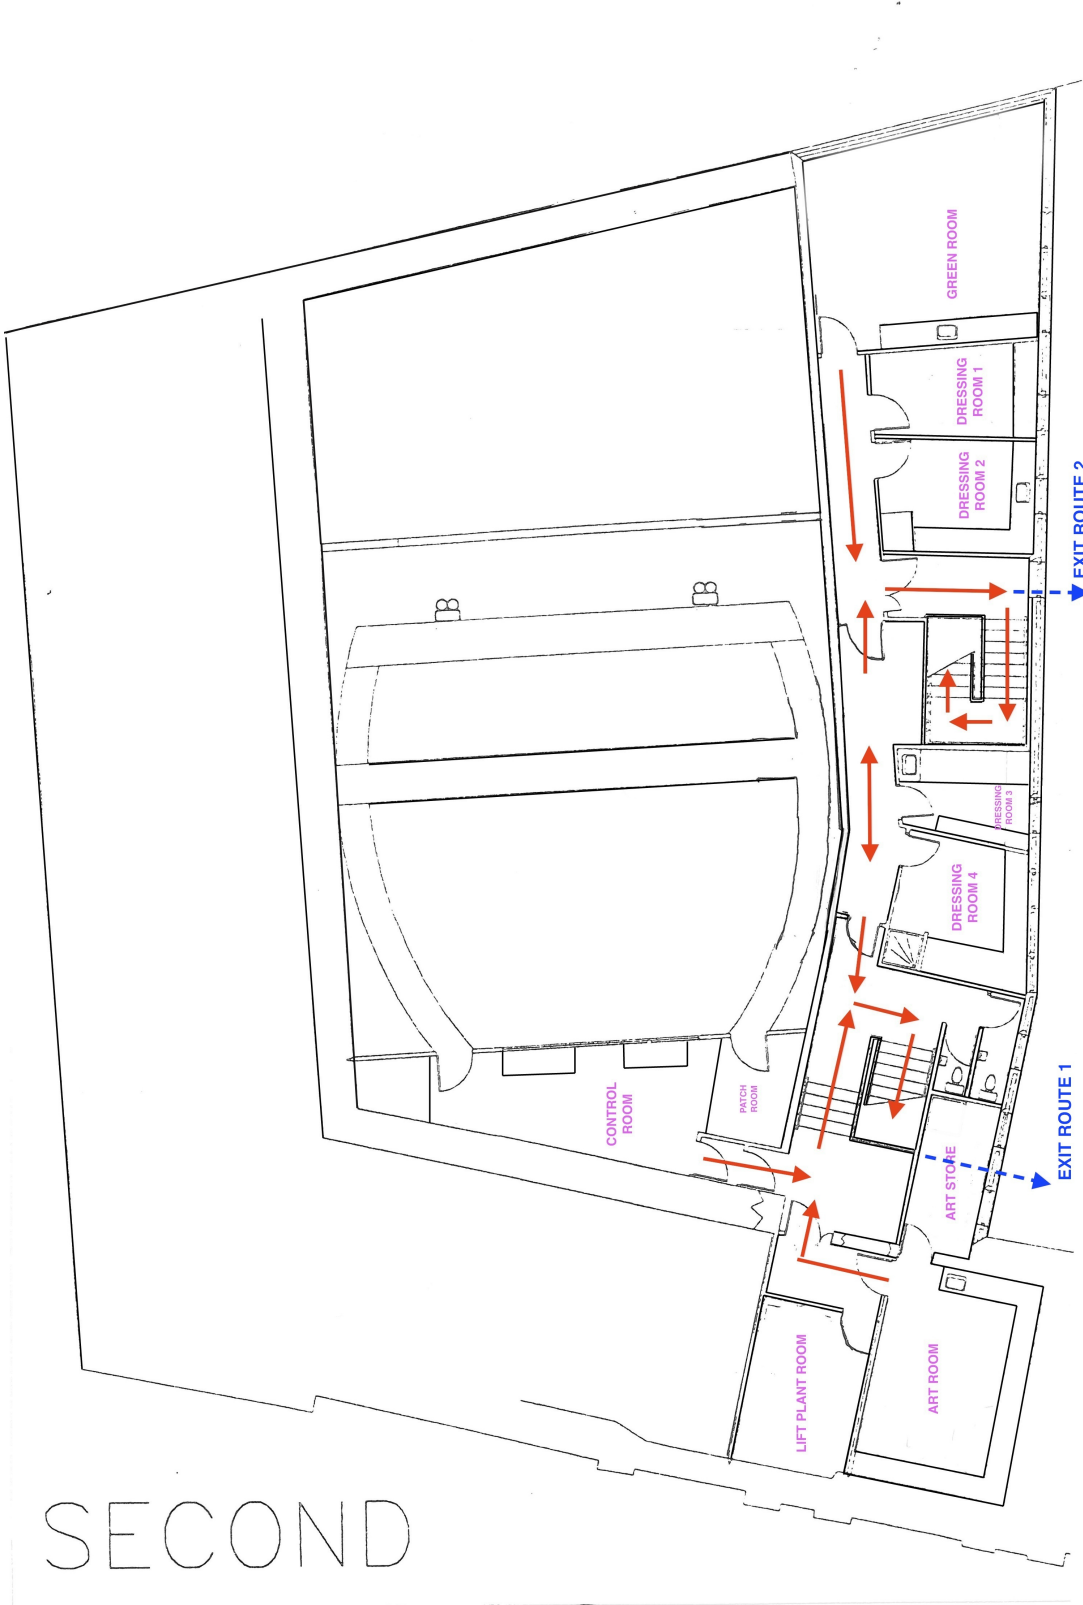 GREEN ROOM
DRESSING
ROOM 1
DRESSING
ROOM 2
EXIT ROUTE 2
DRESSING
ROOM 3
DRESSING
ROOM 4
CONTROL
ROOM
PATCH
ROOM
ART STORE
EXIT ROUTE 1
LIFT PLANT ROOM
ART ROOM
SECOND